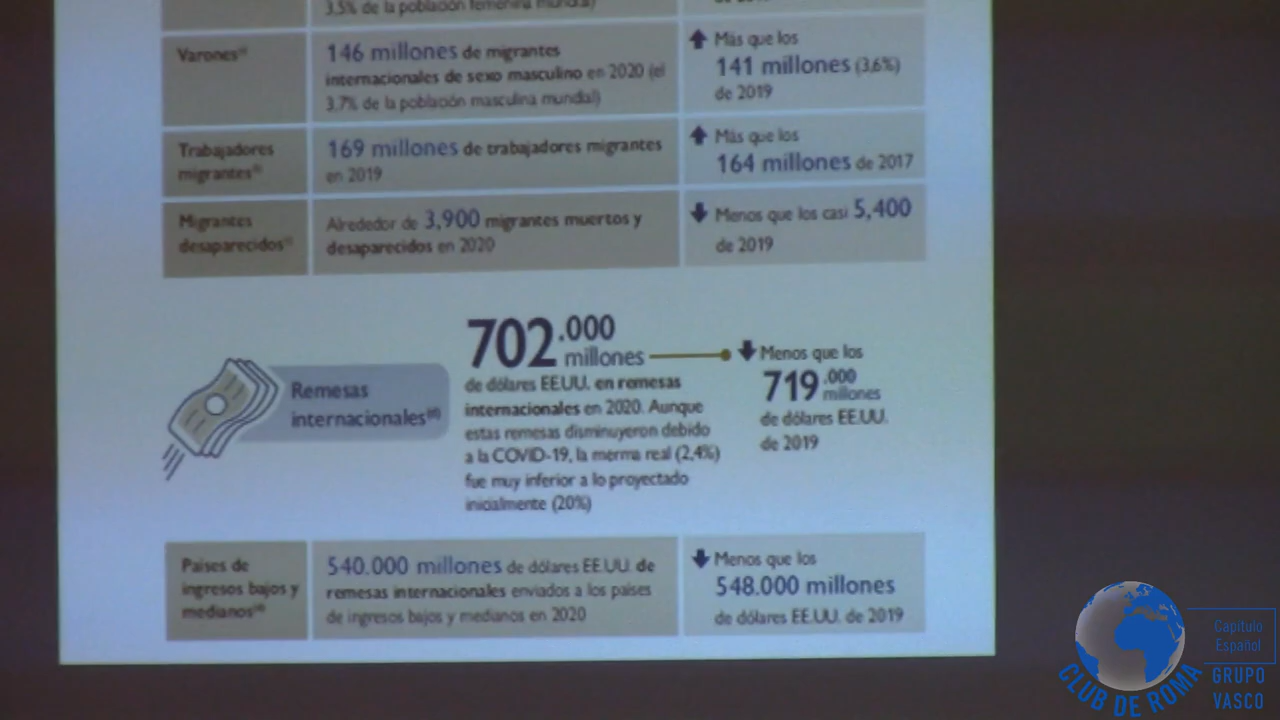 3.5% de la población femenina mundial)
de 2019
Varones
146 millones de migrantes
internacionales de sexo masculino en 2020 (el
3.7% de la población masculina mundial)
Más que los
141 millones (3,6%)
de 2019
Trabajadores
migrantes
169 millones de trabajadores migrantes
en 2019
Más que los
164 millones de 2017
Migrantes
desaparecidos
Alrededor de 3,900 migrantes muertos y
desaparecidos en 2020
Menos que los casi 5,400
de 2019
Remesas
internacionales
702.000
millones
de dólares EE.UU. en remesas
internacionales en 2020. Aunque
estas remesas disminuyeron debido
a la COVID-19, la merma real (2,4%)
fue muy inferior a lo proyectado
inicialmente (20%)
Menos que los
719.000
millones
de dólares EE.UU.
de 2019
Países de
ingresos bajos y
medianos
540.000 millones de dólares EE.UU. de
remesas internacionales enviados a los países
de ingresos bajos y medianos en 2020
Menos que los
548.000 millones
de dólares EE.UU. de 2019
CLUB DE ROMA
Capítulo
Español
GRUPO
VASCO